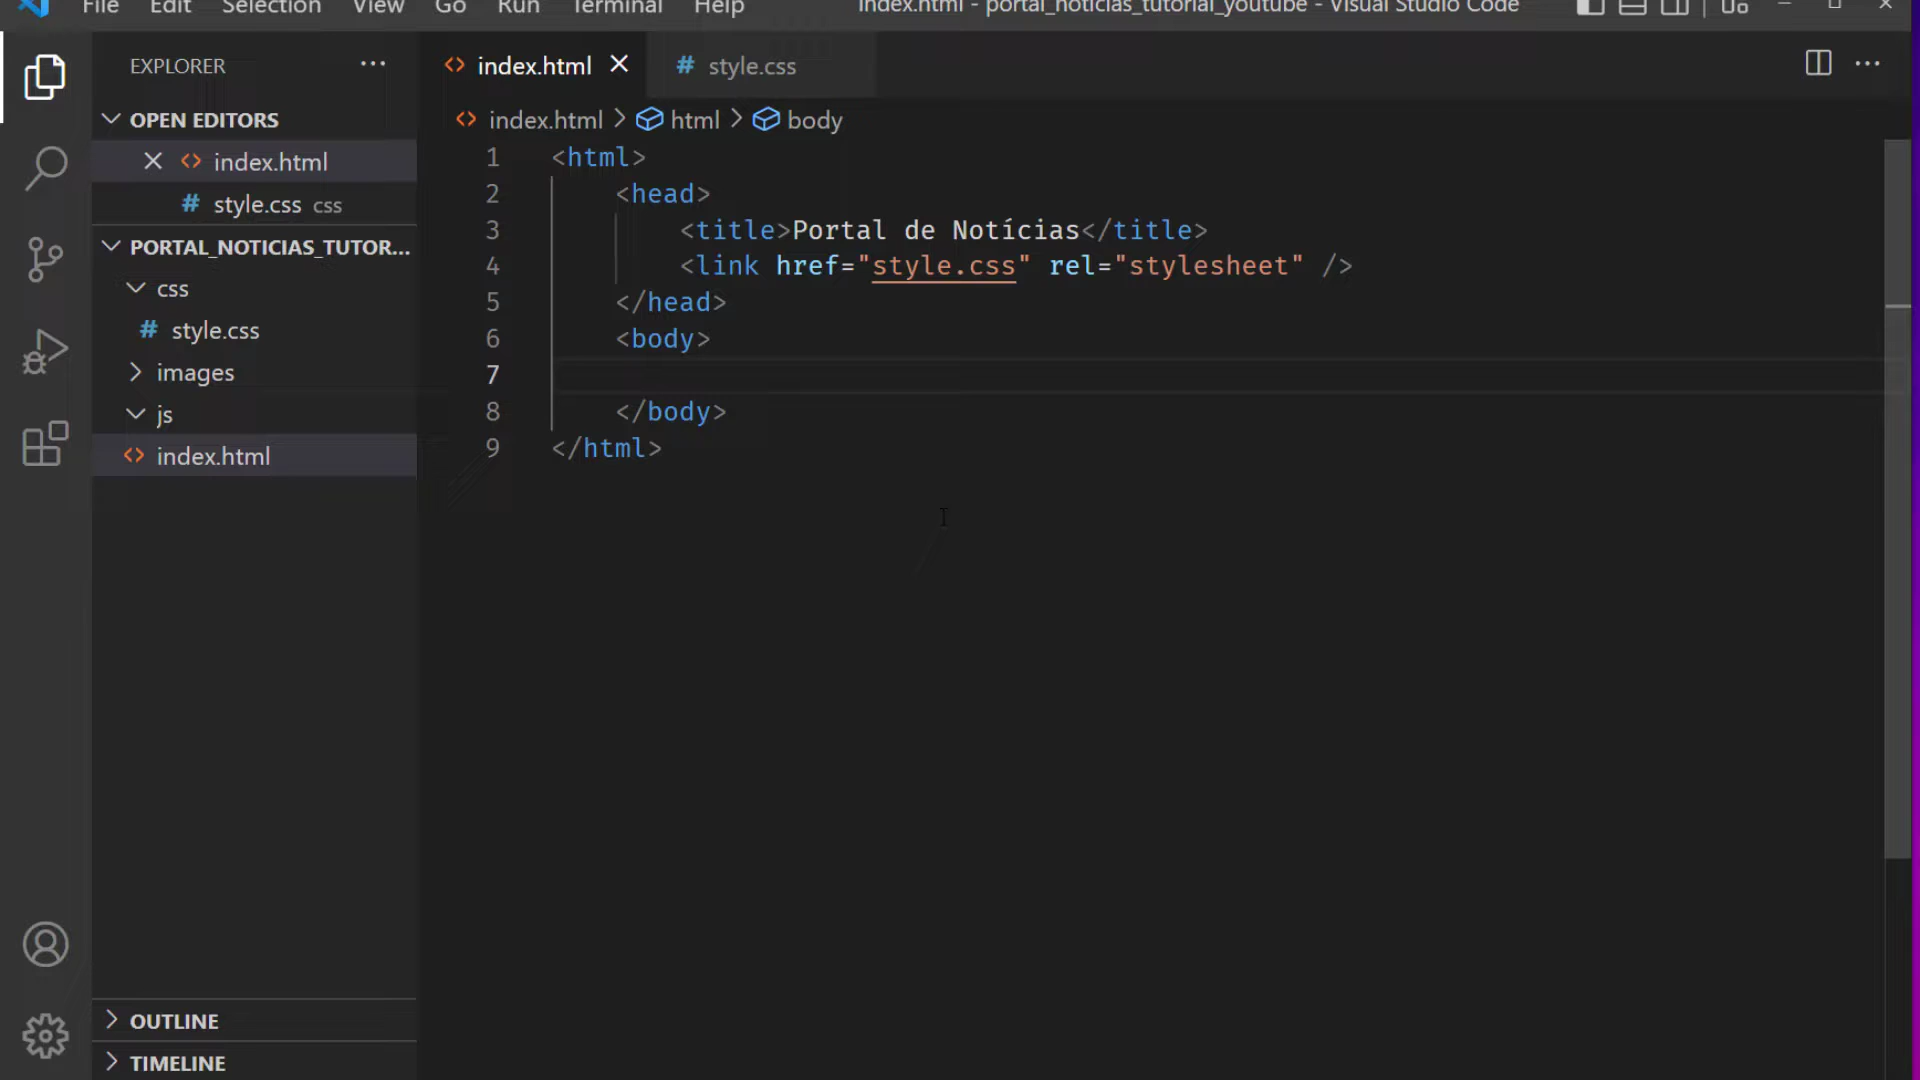 File Edit Selection View Go Run Terminal Help index.html - portal_noticias_tutorial_youtube - Visual Studio Code
EXPLORER
index.html
# style.css
OPEN EDITORS
index.html
# style.css css
PORTAL_NOTICIAS_TUTOR...
css
# style.css
images
js
index.html
OUTLINE
TIMELINE
index.html > html > body
1 <html>
2 <head>
3 <title>Portal de Notícias</title>
4 <link href="style.css" rel="stylesheet" />
5 </head>
6 <body>
7
8 </body>
9 </html>